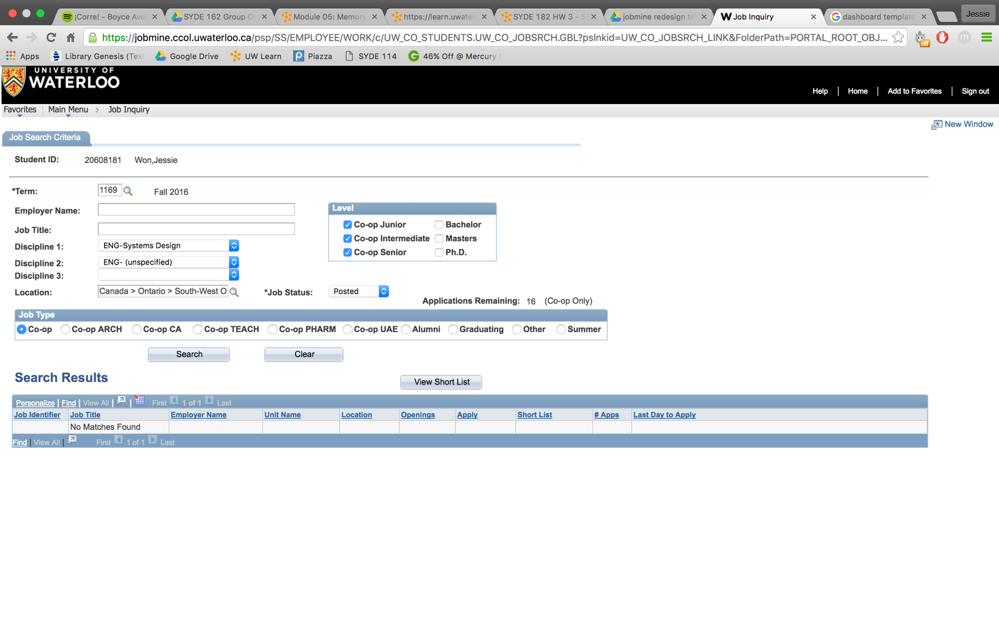 ¡Corre! - Boyce Ave
SYDE 162 Group O
Module 05: Memory
https://learn.uwater
SYDE 182 HW 3 - S
jobmine redesign te
Job Inquiry
dashboard template
Jessie
https://jobmine.ccol.uwaterloo.ca/psp/SS/EMPLOYEE/WORK/c/UW_CO_STUDENTS.UW_CO_JOBSRCH.GBL?pslnkid=UW_CO_JOBSRCH_LINK&FolderPath=PORTAL_ROOT_OBJ...
off
m
Apps
Library Genesis (Text
Google Drive
UW Learn
Piazza
SYDE 114
46% Off @ Mercury
UNIVERSITY OF
WATERLOO
Help | Home | Add to Favorites | Sign out
Favorites Main Menu > Job Inquiry
New Window
Job Search Criteria
Student ID: 20608181 Won,Jessie
*Term: 1169 Fall 2016
Employer Name:
Job Title:
Discipline 1: ENG-Systems Design
Discipline 2: ENG- (unspecified)
Discipline 3:
Location: Canada > Ontario > South-West O
Level
Co-op Junior Bachelor
Co-op Intermediate Masters
Co-op Senior Ph.D.
*Job Status: Posted
Applications Remaining: 16 (Co-op Only)
Job Type
Co-op Co-op ARCH Co-op CA Co-op TEACH Co-op PHARM Co-op UAE Alumni Graduating Other Summer
Search Clear
Search Results
View Short List
Personalize | Find | View All | | First 1 of 1 Last
Job Identifier Job Title Employer Name Unit Name Location Openings Apply Short List # Apps Last Day to Apply
No Matches Found
Find | View All | First 1 of 1 Last